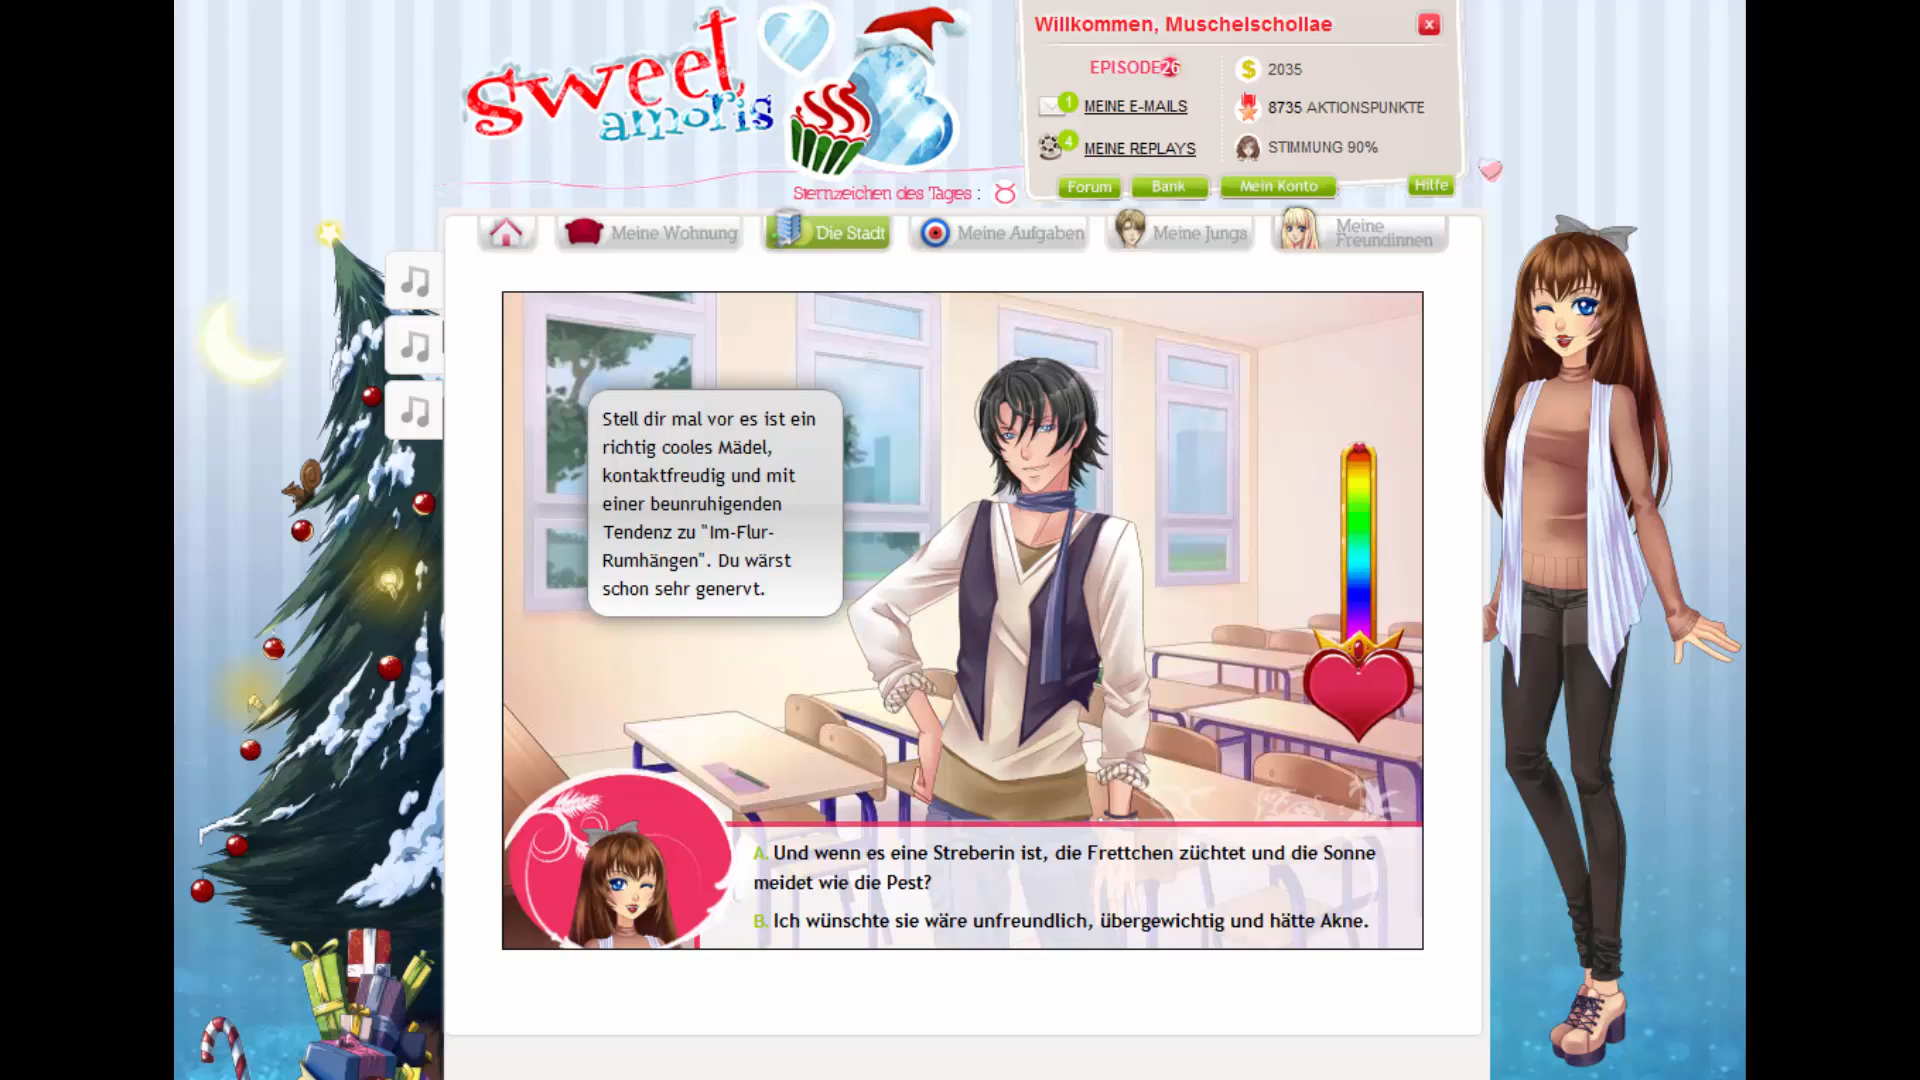 sweet
amoris
Sternzeichen des Tages :
Willkommen, Muschelschollae
x
EPISODE26
2035
1 MEINE E-MAILS
8735 AKTIONSPUNKTE
4 MEINE REPLAYS
STIMMUNG 90%
Forum
Bank
Mein Konto
Hilfe
Meine Wohnung
Die Stadt
Meine Aufgaben
Meine Jungs
Meine
Freundinnen
Stell dir mal vor es ist ein
richtig cooles Mädel,
kontaktfreudig und mit
einer beunruhigenden
Tendenz zu "Im-Flur-
Rumhängen". Du wärst
schon sehr genervt.
A. Und wenn es eine Streberin ist, die Frettchen züchtet und die Sonne
meidet wie die Pest?
B. Ich wünschte sie wäre unfreundlich, übergewichtig und hätte Akne.